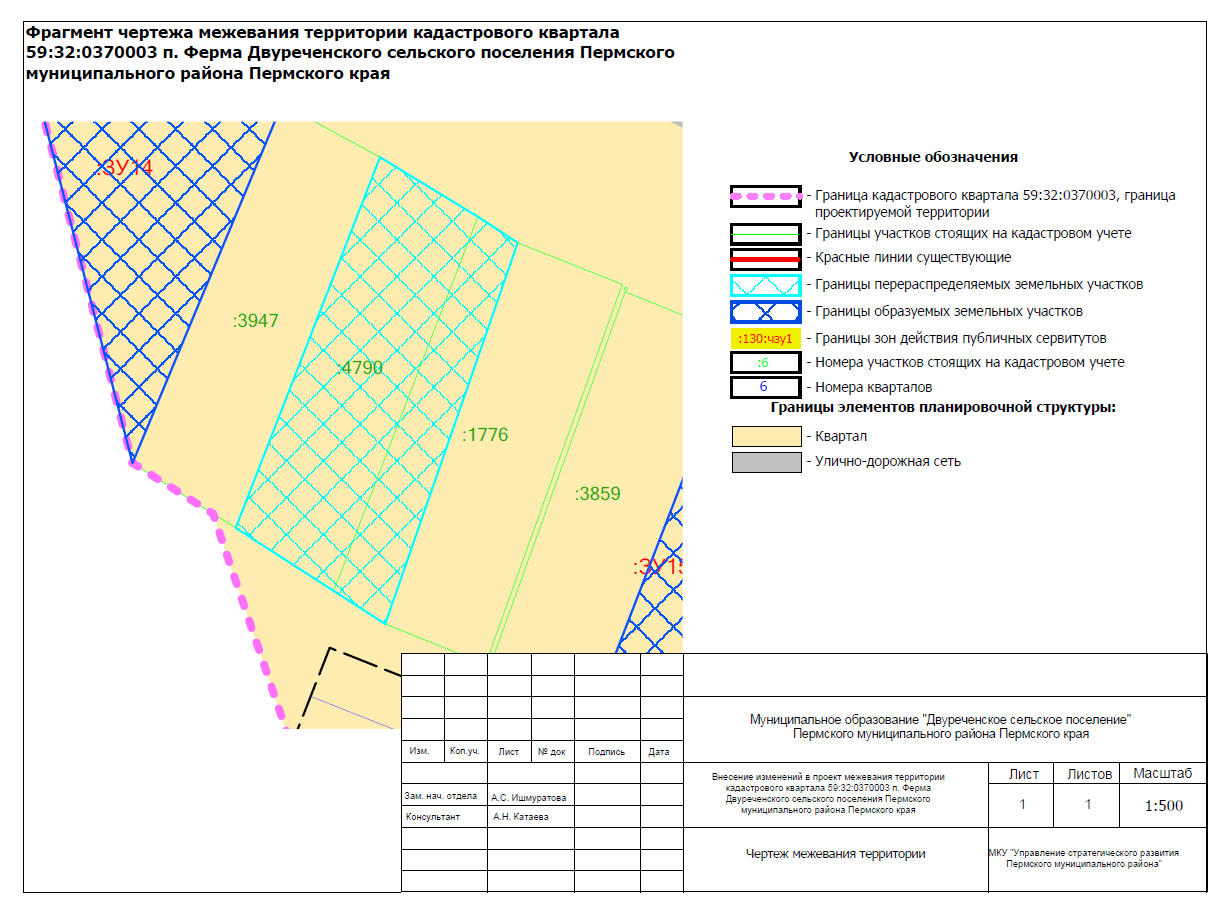 Фрагмент чертежа межевания территории кадастрового квартала
59:32:0370003 п. Ферма Двуреченского сельского поселения Пермского
муниципального района Пермского края
:ЗУ14
:3947
:4790
:1776
:3859
:ЗУ15
Условные обозначения
- Граница кадастрового квартала 59:32:0370003, граница
проектируемой территории
- Границы участков стоящих на кадастровом учете
- Красные линии существующие
- Границы перераспределяемых земельных участков
- Границы образуемых земельных участков
:130:чзу1 - Границы зон действия публичных сервитутов
:6 - Номера участков стоящих на кадастровом учете
6 - Номера кварталов
Границы элементов планировочной структуры:
- Квартал
- Улично-дорожная сеть
Муниципальное образование "Двуреченское сельское поселение"
Пермского муниципального района Пермского края
Изм. Коп.уч. Лист № док Подпись Дата
Зам. нач. отдела А.С. Ишмуратова
Консультант А.Н. Катаева
Внесение изменений в проект межевания территории
кадастрового квартала 59:32:0370003 п. Ферма
Двуреченского сельского поселения Пермского
муниципального района Пермского края
Лист Листов Масштаб
1 1 1:500
Чертеж межевания территории
МКУ "Управление стратегического развития
Пермского муниципального района"